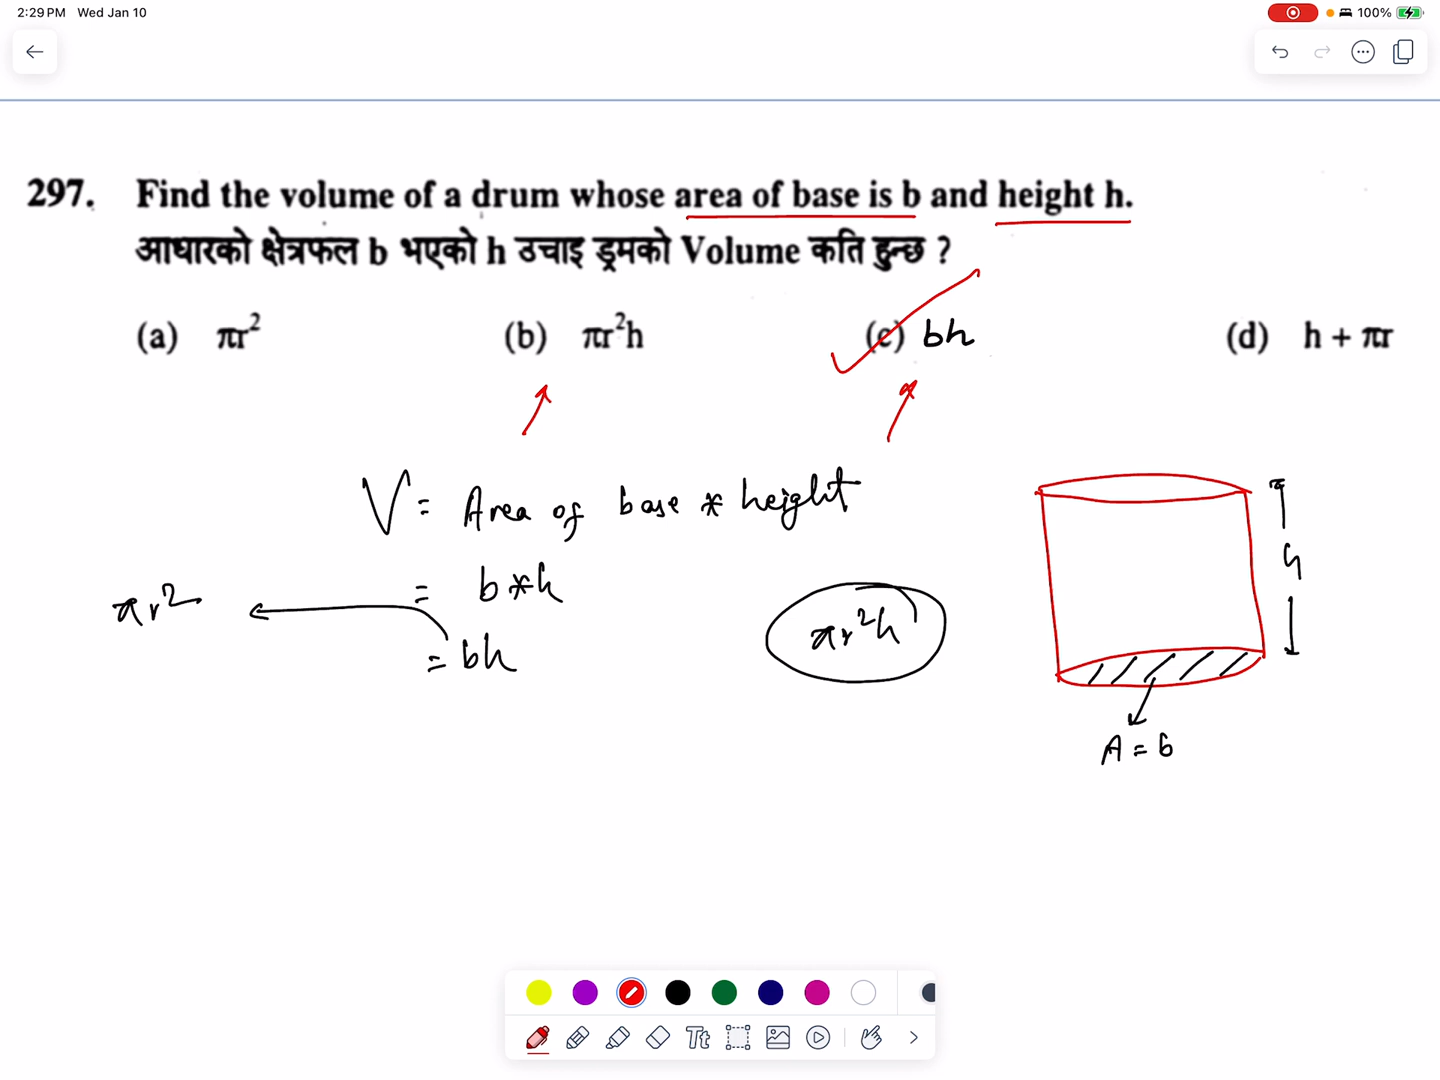 2:29 PM Wed Jan 10
100%
297. Find the volume of a drum whose area of base is b and height h.
आधारको क्षेत्रफल b भएको h उचाइ ड्रमको Volume कति हुन्छ ?
(a) πr² (b) πr²h (c) bh (d) h + πr
V = Area of base * height
= b*h
πr²
= bh
πr²h
h
A = b
Tt